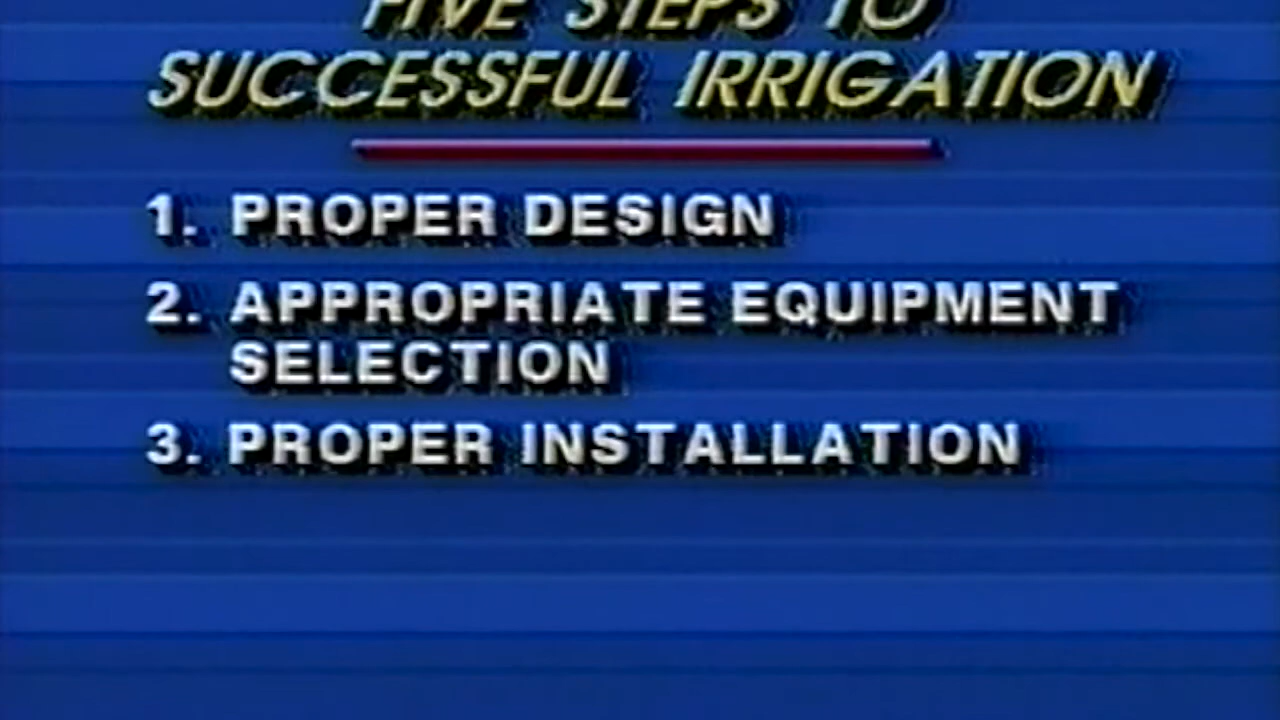 FIVE STEPS TO
SUCCESSFUL IRRIGATION
1. PROPER DESIGN
2. APPROPRIATE EQUIPMENT
SELECTION
3. PROPER INSTALLATION